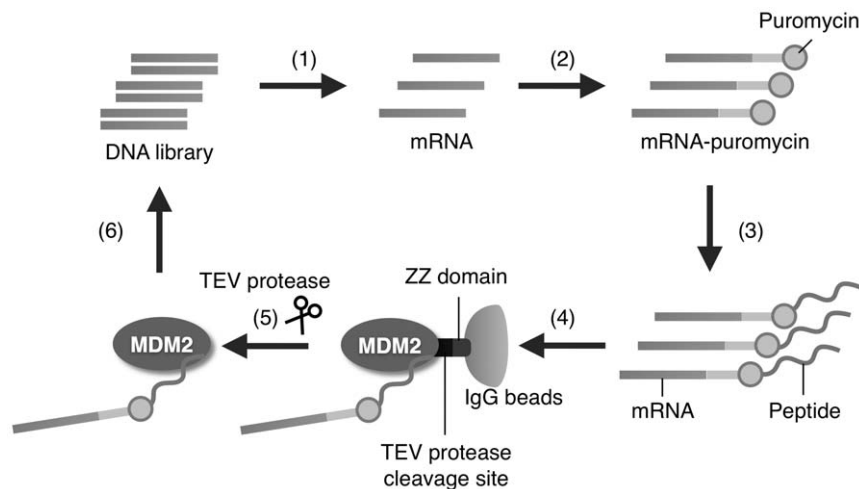 Puromycin
(1)
(2)
DNA library
mRNA
mRNA-puromycin
(6)
(3)
TEV protease
ZZ domain
(5)
(4)
MDM2
MDM2
IgG beads
mRNA
Peptide
TEV protease
cleavage site